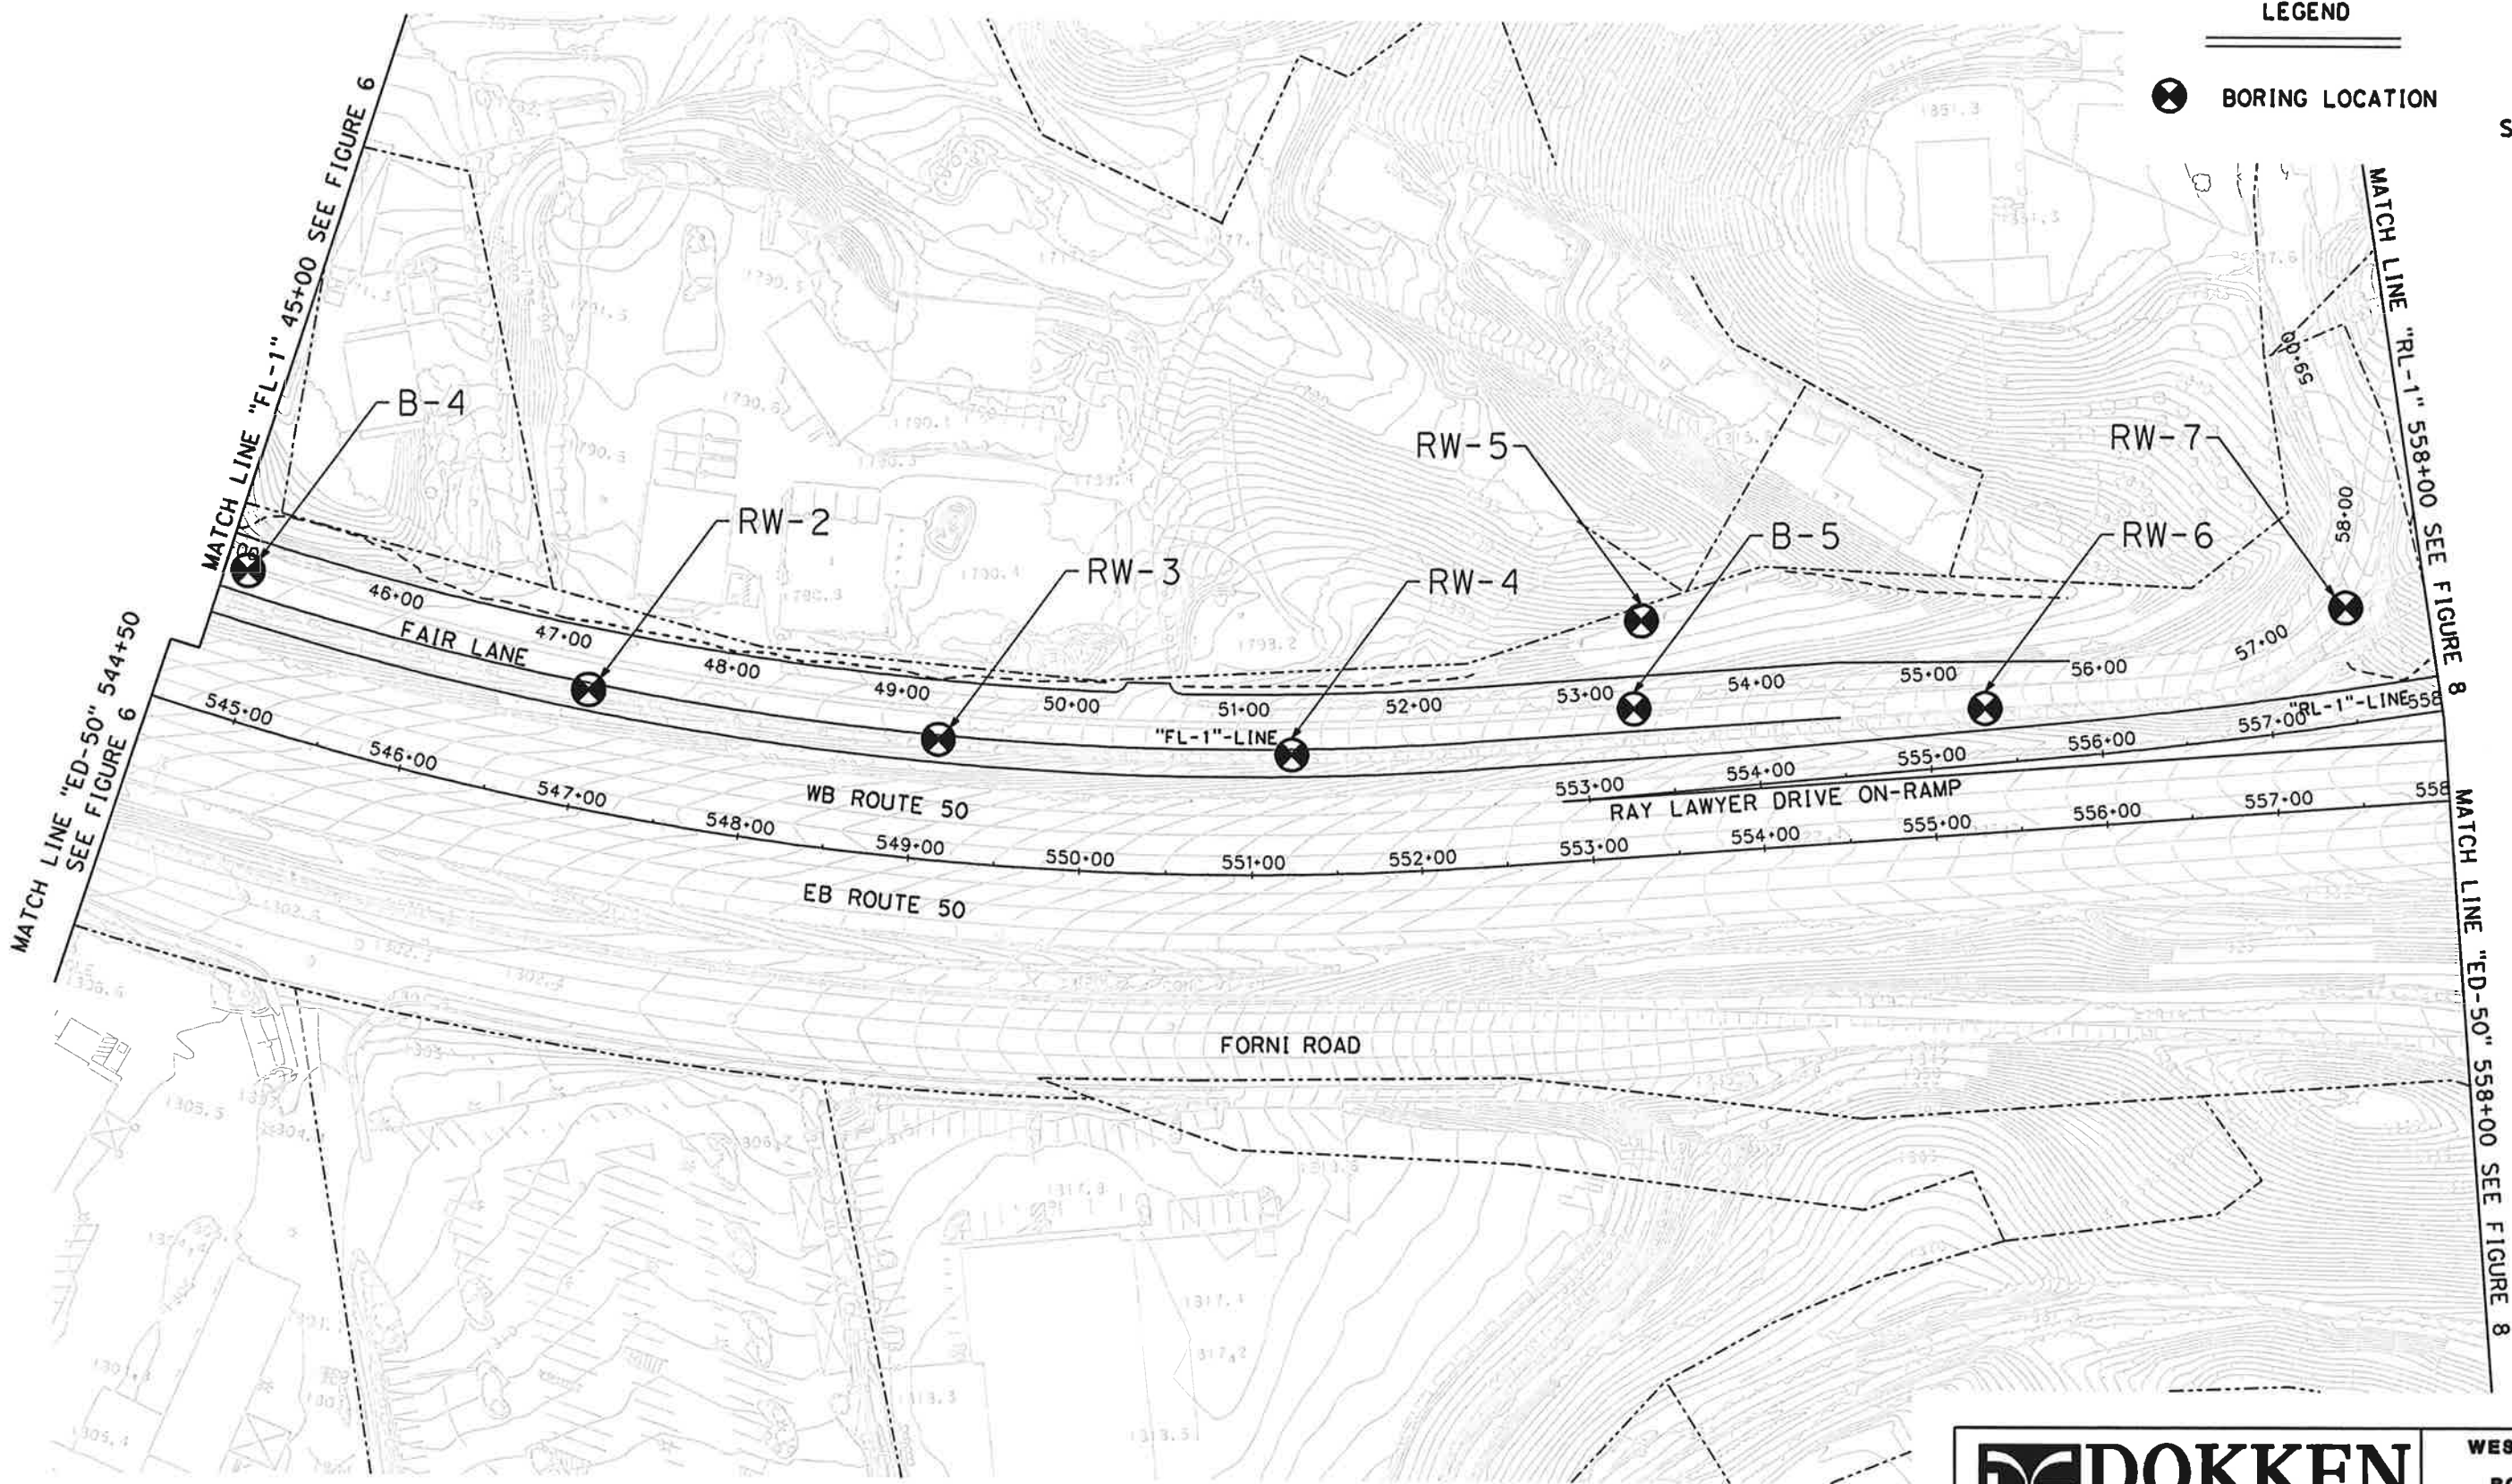 LEGEND
BORING LOCATION
S
MATCH LINE "FL-1" 45+00 SEE FIGURE 6
MATCH LINE "RL-1" 558+00 SEE FIGURE 8
B-4
RW-2
RW-3
RW-4
RW-5
B-5
RW-6
RW-7
59+00
58+00
57+00
46+00
47+00
48+00
49+00
50+00
51+00
52+00
53+00
54+00
55+00
56+00
FAIR LANE
"FL-1"-LINE
"RL-1"-LINE
553+00
554+00
555+00
556+00
557+00
558
RAY LAWYER DRIVE ON-RAMP
MATCH LINE "ED-50" 544+50
SEE FIGURE 6
545+00
546+00
547+00
548+00
549+00
550+00
551+00
552+00
553+00
554+00
555+00
556+00
557+00
558
WB ROUTE 50
EB ROUTE 50
MATCH LINE "ED-50" 558+00 SEE FIGURE 8
FORNI ROAD
1317.4
1313.5
DOKKEN
WES